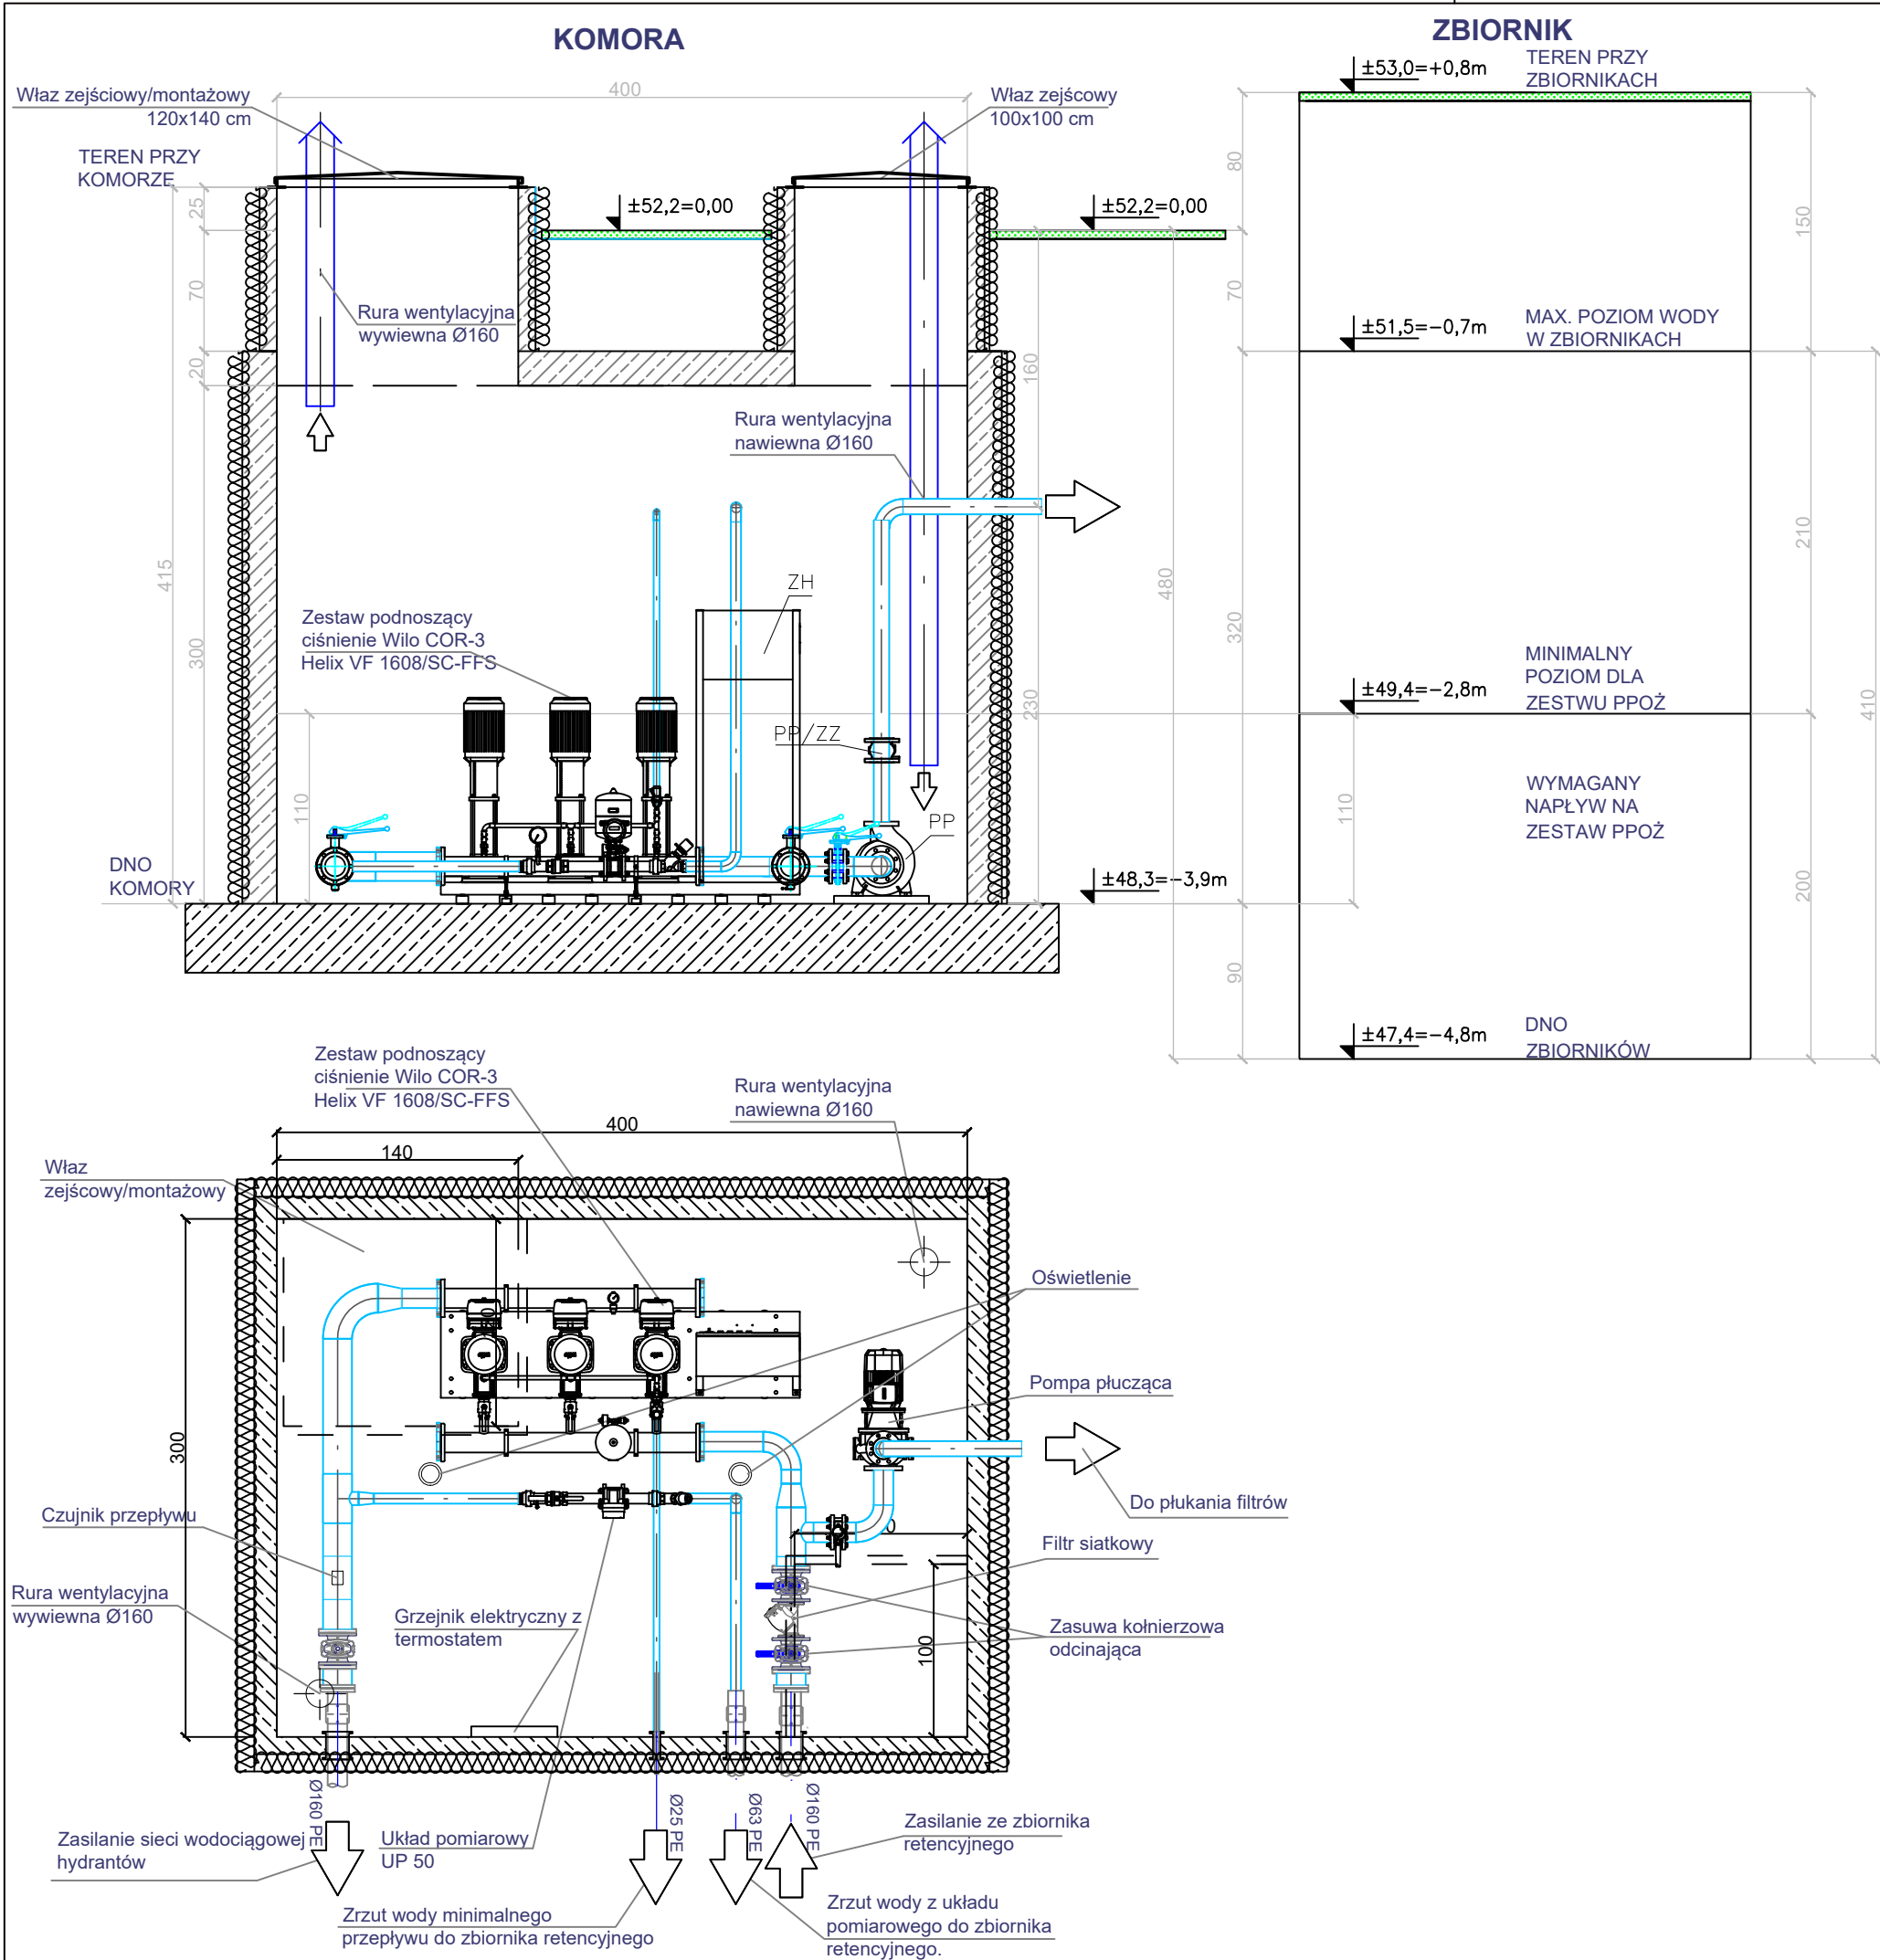 KOMORA
ZBIORNIK
±53,0=+0,8m
TEREN PRZY
ZBIORNIKACH
Właz zejściowy/montażowy
120x140 cm
400
Właz zejścowy
100x100 cm
TEREN PRZY
KOMORZE
25
±52,2=0,00
±52,2=0,00
80
150
70
70
Rura wentylacyjna
wywiewna Ø160
±51,5=-0,7m
MAX. POZIOM WODY
W ZBIORNIKACH
20
160
Rura wentylacyjna
nawiewna Ø160
210
415
480
ZH
Zestaw podnoszący
ciśnienie Wilo COR-3
Helix VF 1608/SC-FFS
300
320
MINIMALNY
POZIOM DLA
ZESTWU PPOŻ
±49,4=-2,8m
230
410
PP/ZZ
110
110
WYMAGANY
NAPŁYW NA
ZESTAW PPOŻ
PP
DNO
KOMORY
±48,3=-3,9m
200
90
±47,4=-4,8m
DNO
ZBIORNIKÓW
Zestaw podnoszący
ciśnienie Wilo COR-3
Helix VF 1608/SC-FFS
Rura wentylacyjna
nawiewna Ø160
400
140
Właz
zejścowy/montażowy
Oświetlenie
Pompa płucząca
300
Do płukania filtrów
Czujnik przepływu
Filtr siatkowy
Rura wentylacyjna
wywiewna Ø160
Grzejnik elektryczny z
termostatem
Zasuwa kołnierzowa
odcinająca
100
Ø160 PE
Ø25 PE
Ø63 PE
Ø160 PE
Zasilanie sieci wodociągowej
hydrantów
Układ pomiarowy
UP 50
Zasilanie ze zbiornika
retencyjnego
Zrzut wody minimalnego
przepływu do zbiornika retencyjnego
Zrzut wody z układu
pomiarowego do zbiornika
retencyjnego.